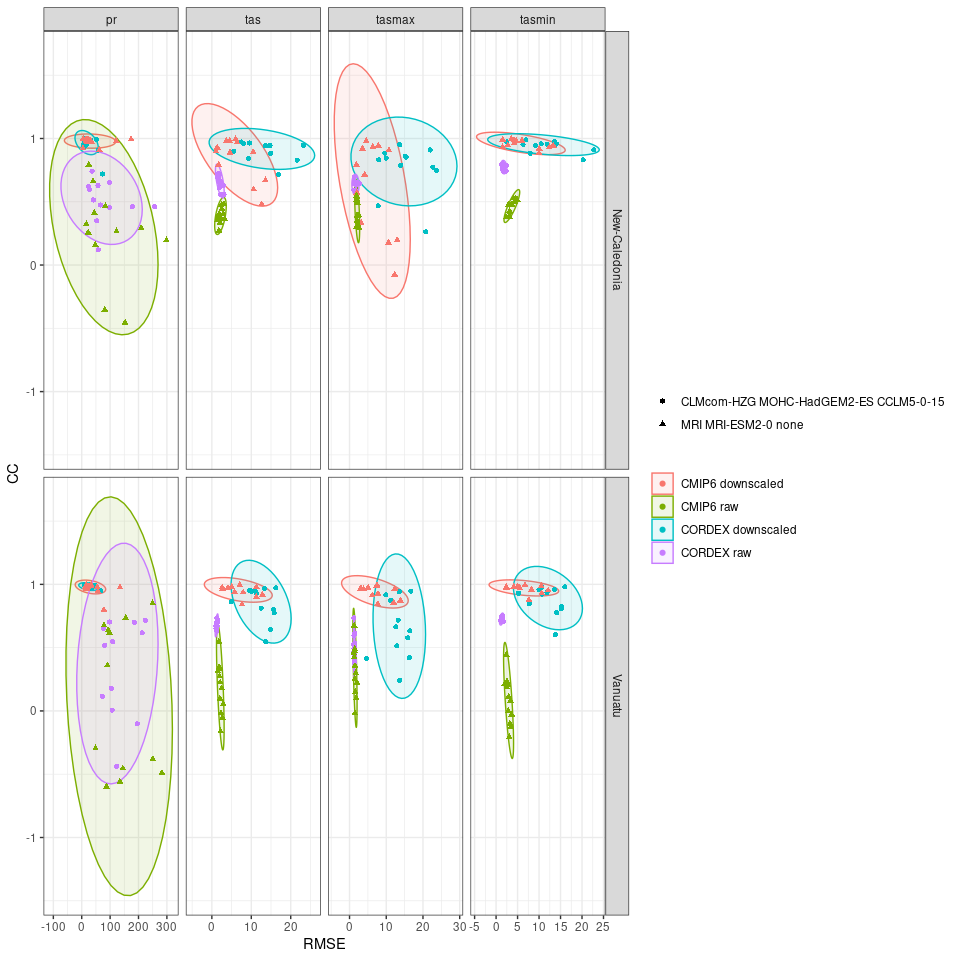 pr tas tasmax tasmin
1
0
-1
New-Caledonia
CC
1
0
-1
Vanuatu
-100 0 100 200 300 0 10 20 0 10 20 30 -5 0 5 10 15 20 25
RMSE
CLMcom-HZG MOHC-HadGEM2-ES CCLM5-0-15
MRI MRI-ESM2-0 none
CMIP6 downscaled
CMIP6 raw
CORDEX downscaled
CORDEX raw